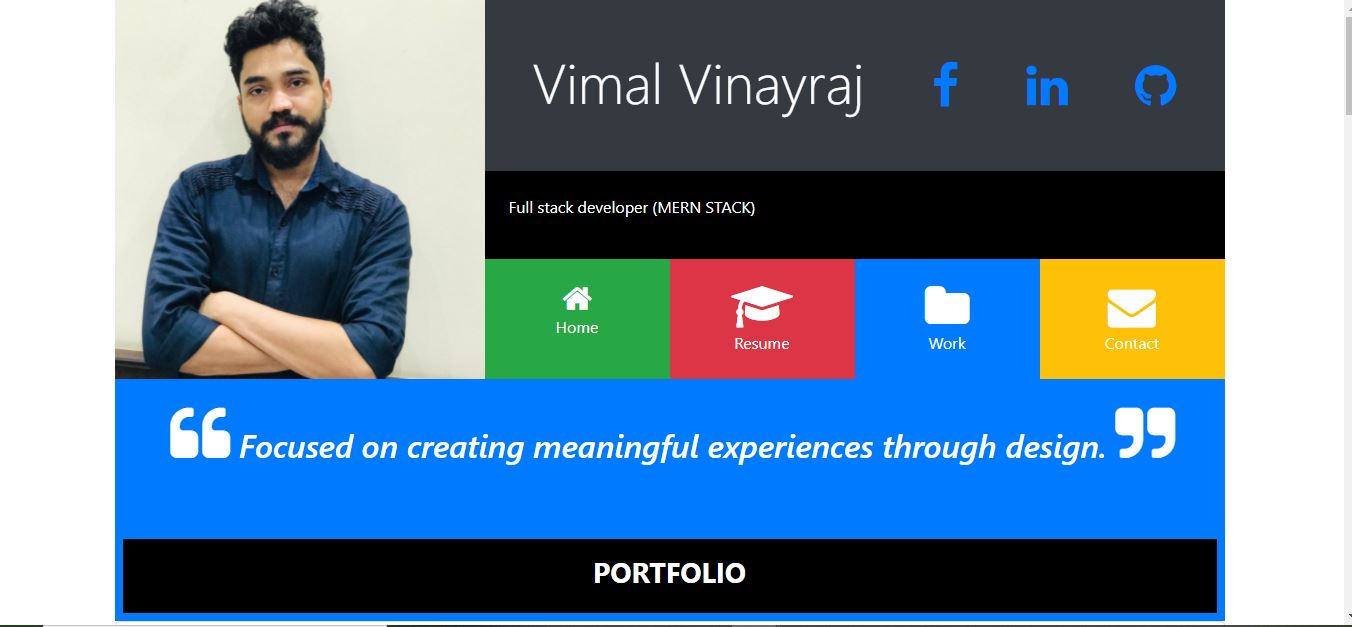 Vimal Vinayraj
Full stack developer (MERN STACK)
Home
Resume
Work
Contact
Focused on creating meaningful experiences through design.
PORTFOLIO